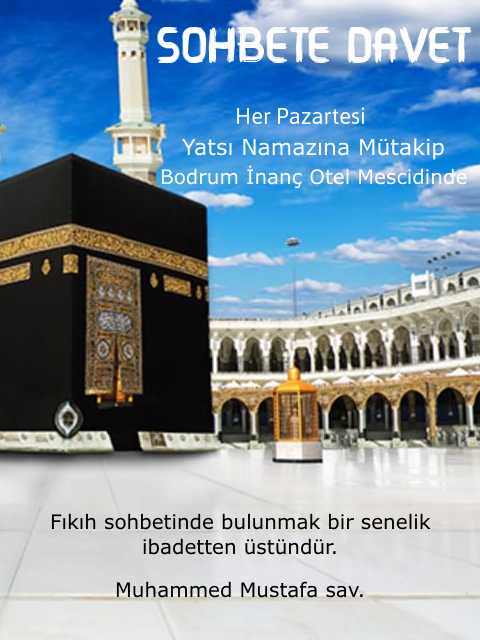 SOHBETE DAVET
Her Pazartesi
Yatsı Namazına Mütakip
Bodrum İnanç Otel Mescidinde
Fıkıh sohbetinde bulunmak bir senelik
ibadetten üstündür.
Muhammed Mustafa sav.